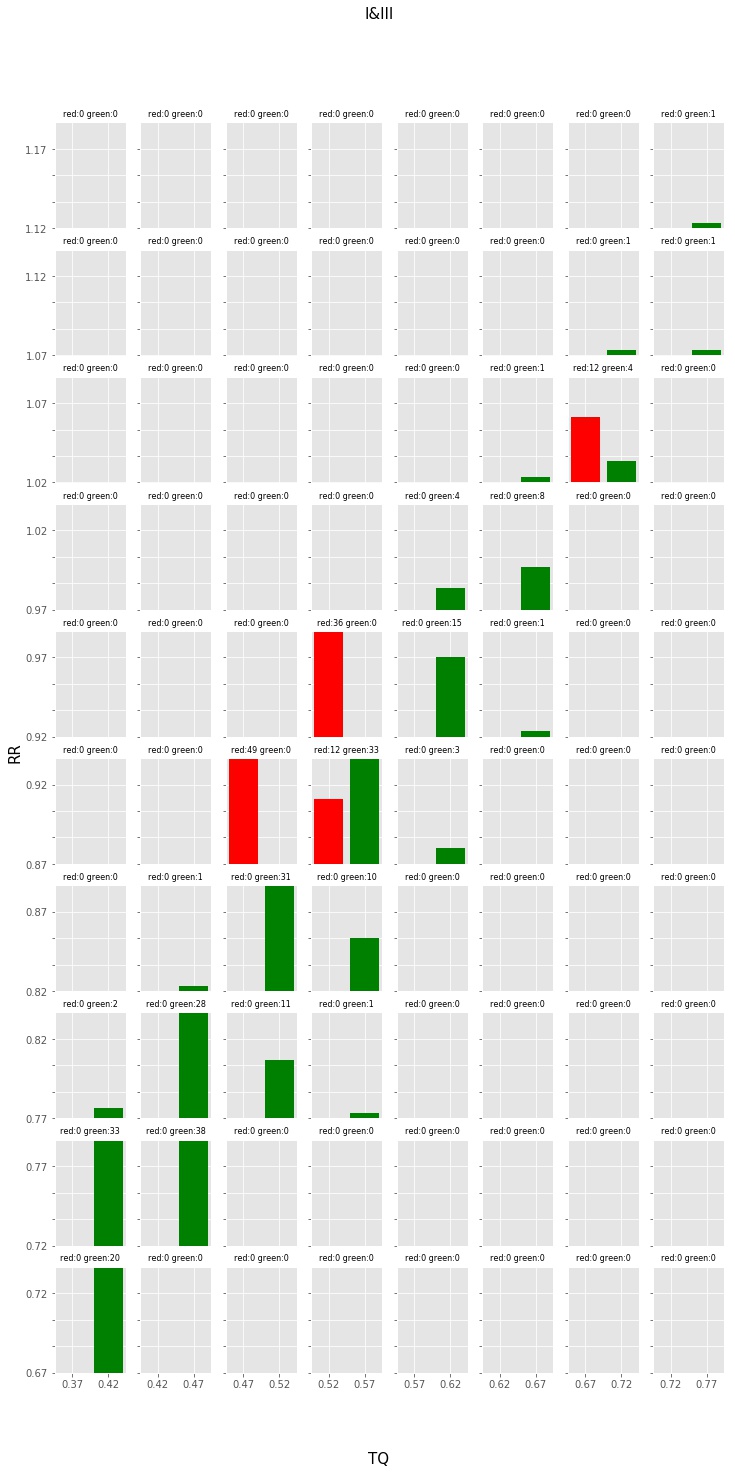 I&III
red:0 green:0 red:0 green:0 red:0 green:0 red:0 green:0 red:0 green:0 red:0 green:0 red:0 green:0 red:0 green:1
1.17
1.12
red:0 green:0 red:0 green:0 red:0 green:0 red:0 green:0 red:0 green:0 red:0 green:0 red:0 green:1 red:0 green:1
1.12
1.07
red:0 green:0 red:0 green:0 red:0 green:0 red:0 green:0 red:0 green:0 red:0 green:1 red:12 green:4 red:0 green:0
1.07
1.02
red:0 green:0 red:0 green:0 red:0 green:0 red:0 green:0 red:0 green:4 red:0 green:8 red:0 green:0 red:0 green:0
1.02
0.97
red:0 green:0 red:0 green:0 red:0 green:0 red:36 green:0 red:0 green:15 red:0 green:1 red:0 green:0 red:0 green:0
0.97
0.92
RR
red:0 green:0 red:0 green:0 red:49 green:0 red:12 green:33 red:0 green:3 red:0 green:0 red:0 green:0 red:0 green:0
0.92
0.87
red:0 green:0 red:0 green:1 red:0 green:31 red:0 green:10 red:0 green:0 red:0 green:0 red:0 green:0 red:0 green:0
0.87
0.82
red:0 green:2 red:0 green:28 red:0 green:11 red:0 green:1 red:0 green:0 red:0 green:0 red:0 green:0 red:0 green:0
0.82
0.77
red:0 green:33 red:0 green:38 red:0 green:0 red:0 green:0 red:0 green:0 red:0 green:0 red:0 green:0 red:0 green:0
0.77
0.72
red:0 green:20 red:0 green:0 red:0 green:0 red:0 green:0 red:0 green:0 red:0 green:0 red:0 green:0 red:0 green:0
0.72
0.67
0.37 0.42 0.42 0.47 0.47 0.52 0.52 0.57 0.57 0.62 0.62 0.67 0.67 0.72 0.72 0.77
TQ